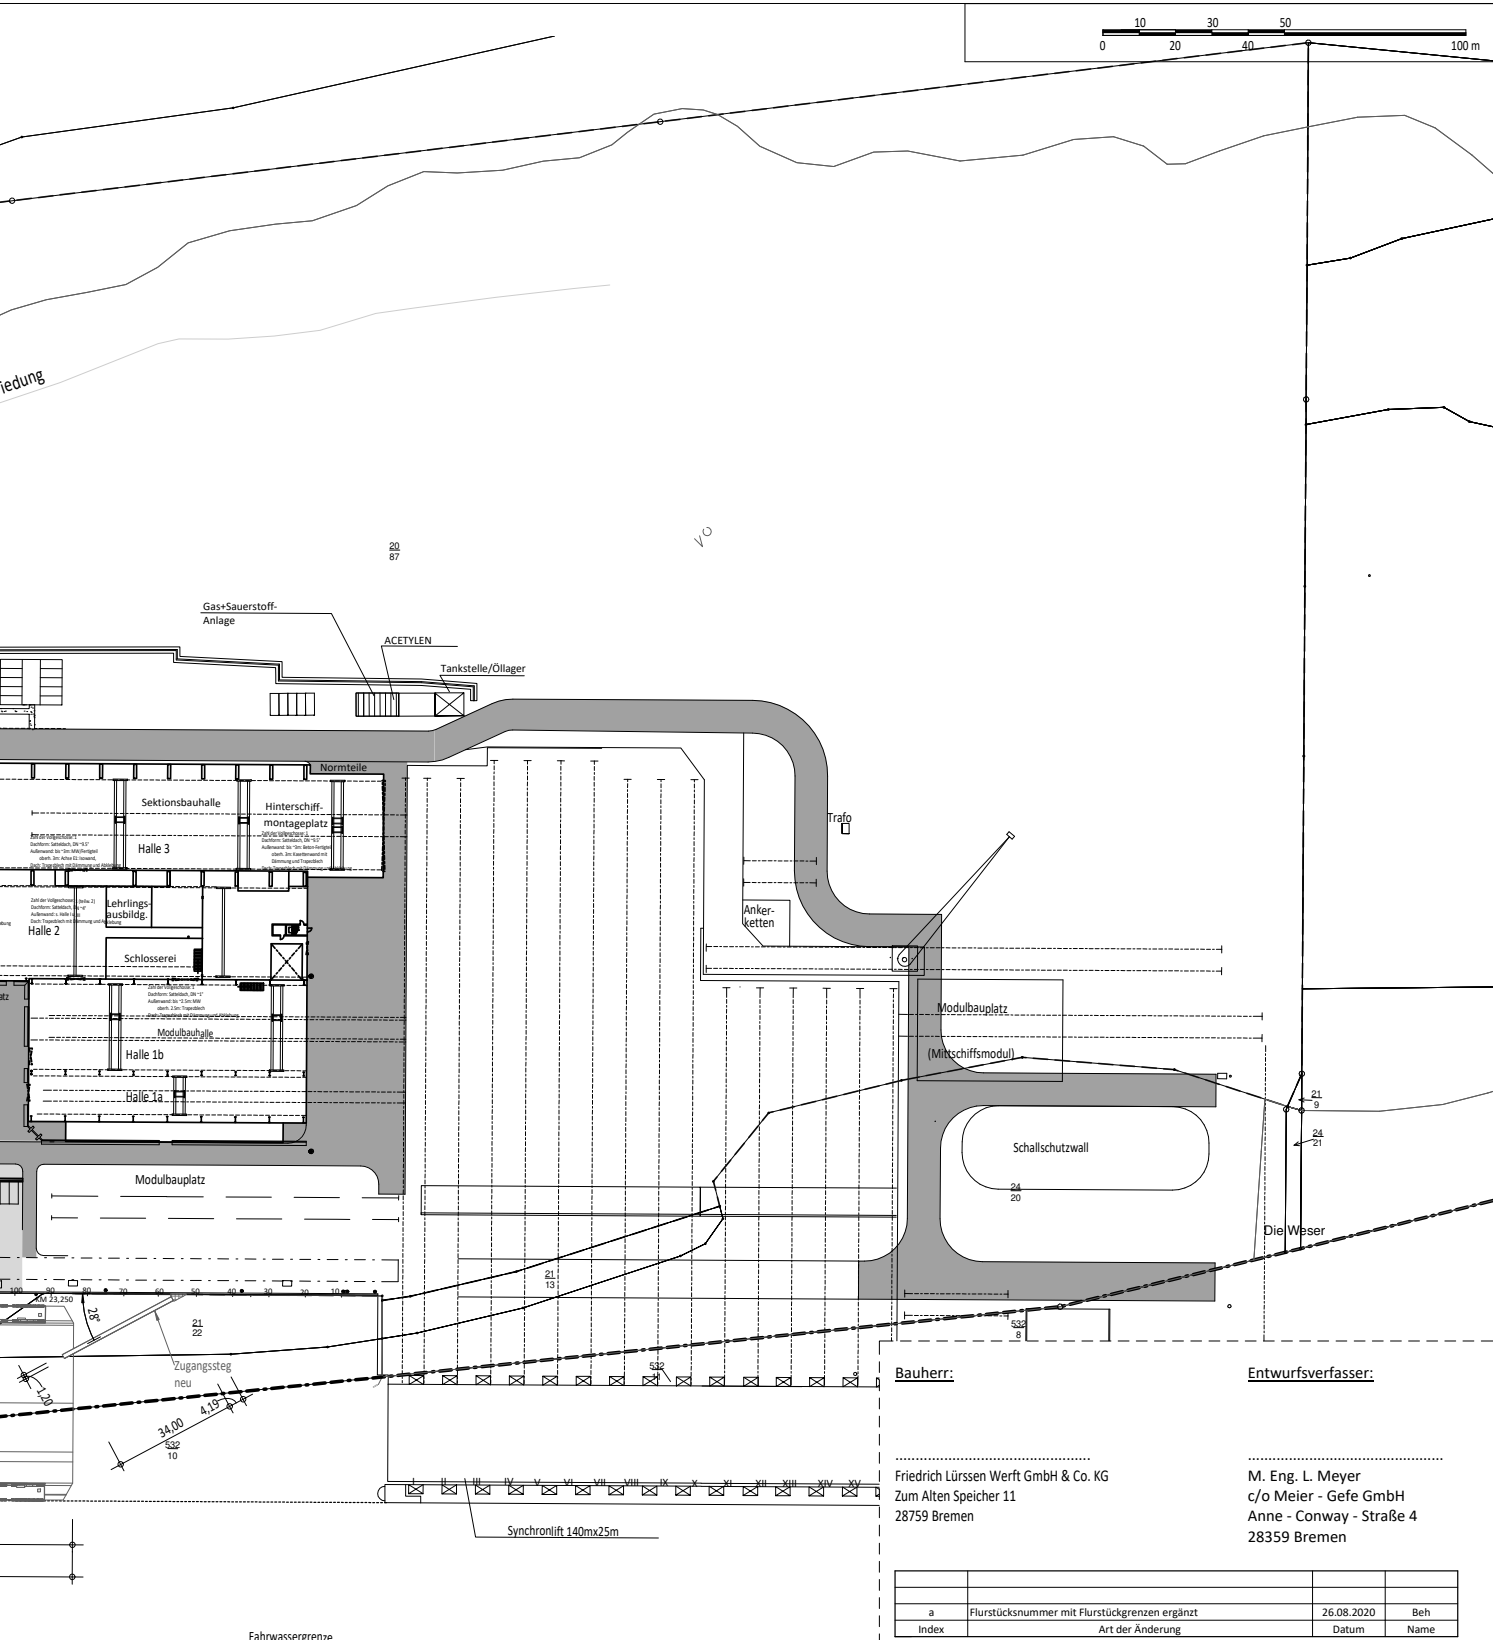 10 30 50
0 20 40 100 m
iedung
20
87
Gas+Sauerstoff-
Anlage
ACETYLEN
Tankstelle/Öllager
Normteile
Sektionsbauhalle
Hinterschiff-
montageplatz
Halle 3
Trafo
Lehrlings-
ausbildg.
Halle 2
Schlosserei
Anker-
ketten
Modulbauhalle
Halle 1b
Halle 1a
Modulbauplatz
(Mittschiffsmodul)
21
9
24
21
Schallschutzwall
24
20
Modulbauplatz
Die Weser
21
13
100 90 80 70 60 50 40 30 20 10
KM 23,250
28°
21
22
532
8
Zugangssteg
neu
1,20
34,00
4,19
532
10
532
11
I II III IV V VI VII VIII IX X XI XII XIII XIV XV
Synchronlift 140mx25m
Fahrwassergrenze
Bauherr:
Friedrich Lürssen Werft GmbH & Co. KG
Zum Alten Speicher 11
28759 Bremen
Entwurfsverfasser:
M. Eng. L. Meyer
c/o Meier - Gefe GmbH
Anne - Conway - Straße 4
28359 Bremen
a Flurstücksnummer mit Flurstückgrenzen ergänzt 26.08.2020 Beh
Index Art der Änderung Datum Name